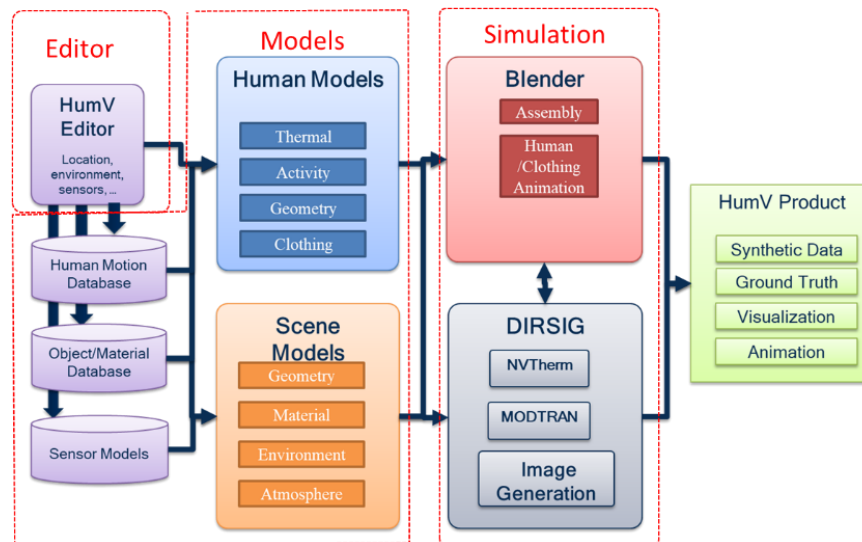 Editor
Models
Simulation
HumV
Editor
Location,
environment,
sensors, ...
Human Motion
Database
Object/Material
Database
Sensor Models
Human Models
Thermal
Activity
Geometry
Clothing
Scene
Models
Geometry
Material
Environment
Atmosphere
Blender
Assembly
Human
/Clothing
Animation
DIRSIG
NVTherm
MODTRAN
Image
Generation
HumV Product
Synthetic Data
Ground Truth
Visualization
Animation